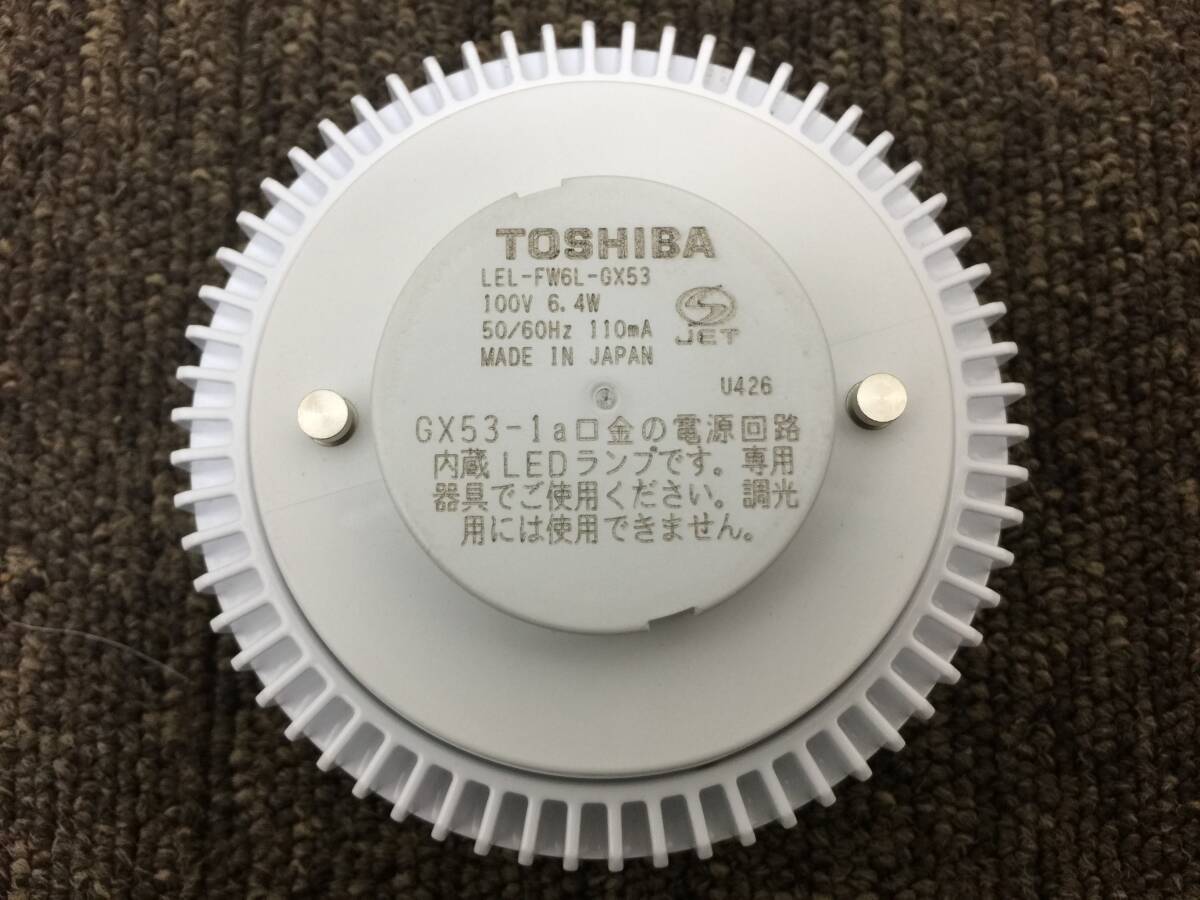 TOSHIBA
LEL-FW6L-GX53
100V 6.4W
50/60Hz 110mA
JET
MADE IN JAPAN
U426
GX53-1a口金の電源回路
内蔵LEDランプです。専用
器具でご使用ください。調光
用には使用できません。